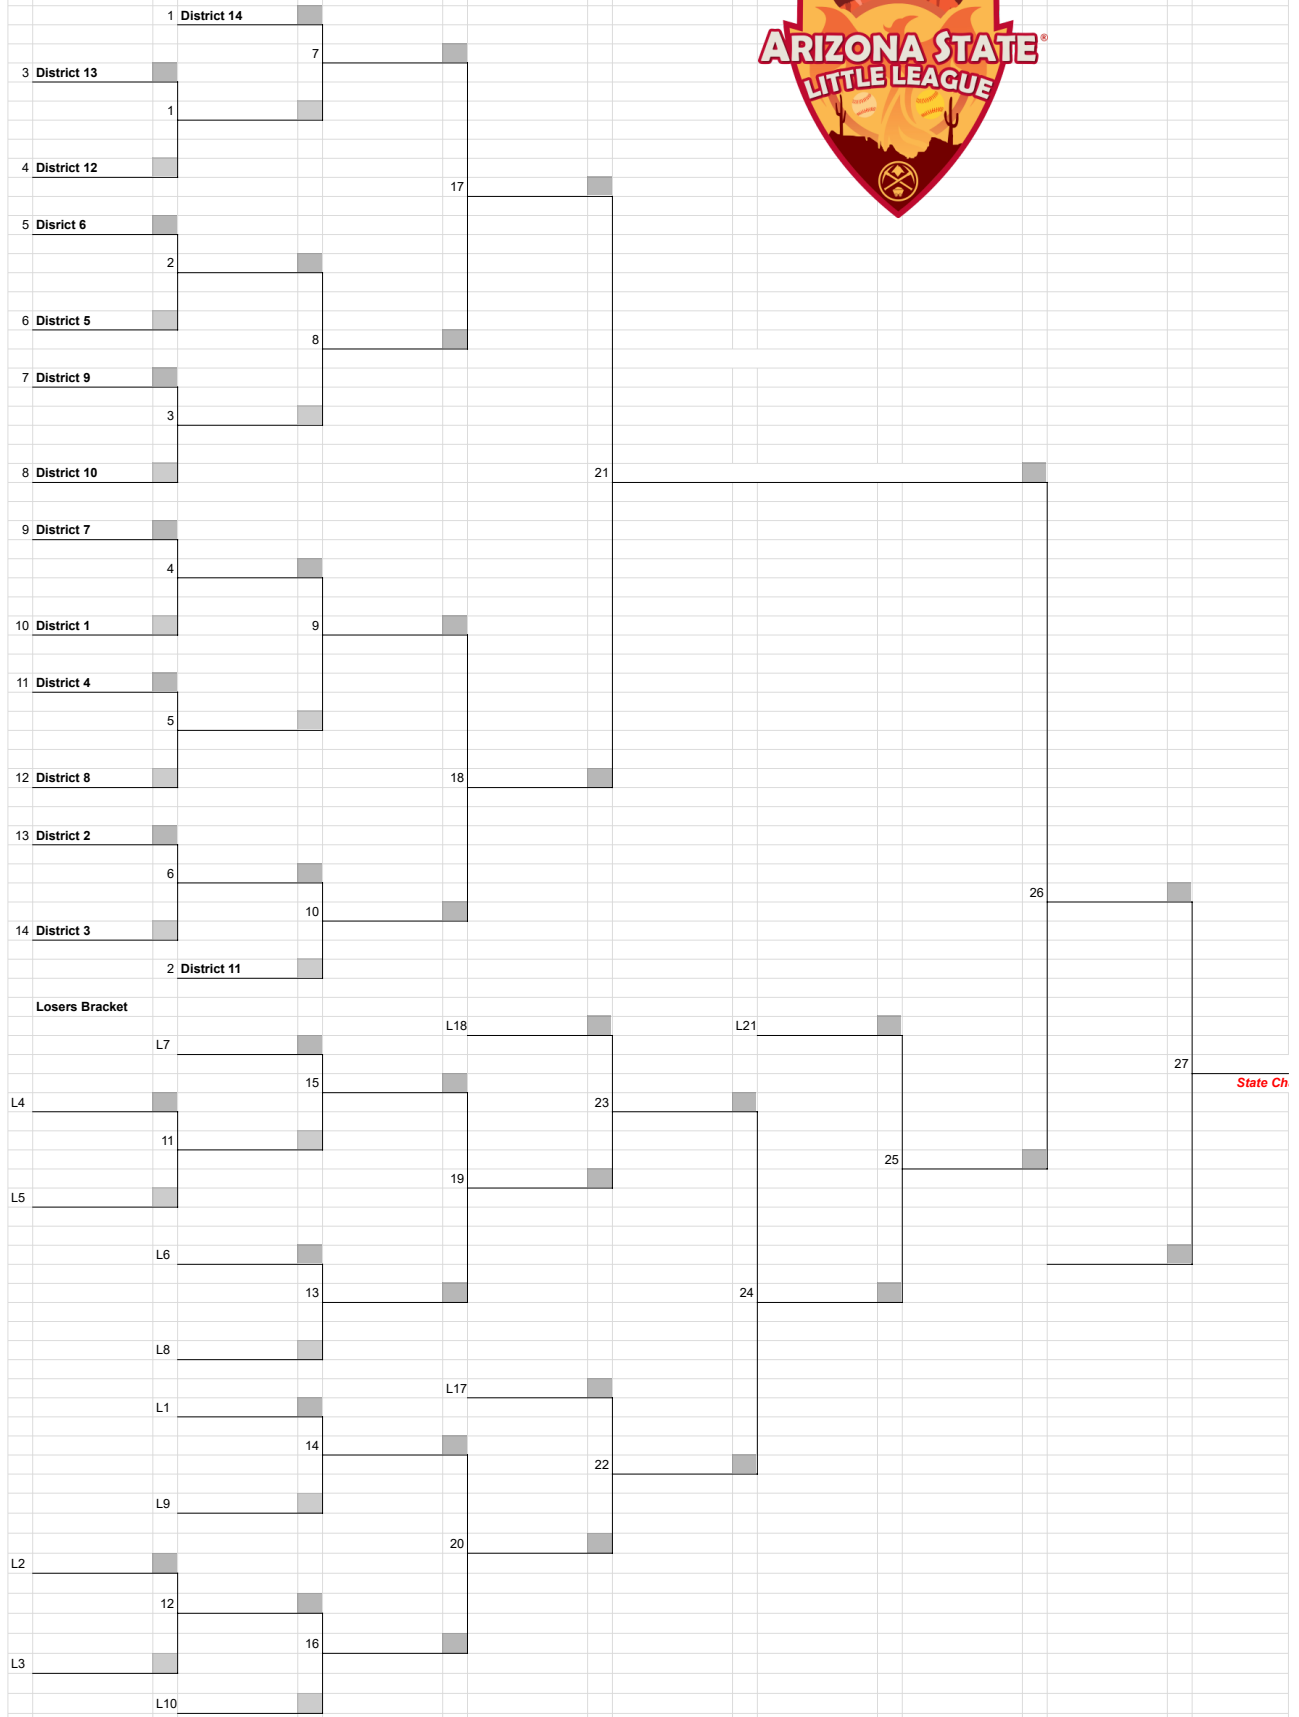 ARIZONA STATE®
LITTLE LEAGUE
1 District 14
7
3 District 13
1
4 District 12
17
5 Disrict 6
2
6 District 5
8
7 District 9
3
8 District 10
21
9 District 7
4
10 District 1
9
11 District 4
5
12 District 8
18
13 District 2
6
26
10
14 District 3
2 District 11
Losers Bracket
L18
L21
L7
27
15
State Ch
L4
23
11
25
19
L5
L6
13
24
L8
L17
L1
14
22
L9
20
L2
12
16
L3
L10